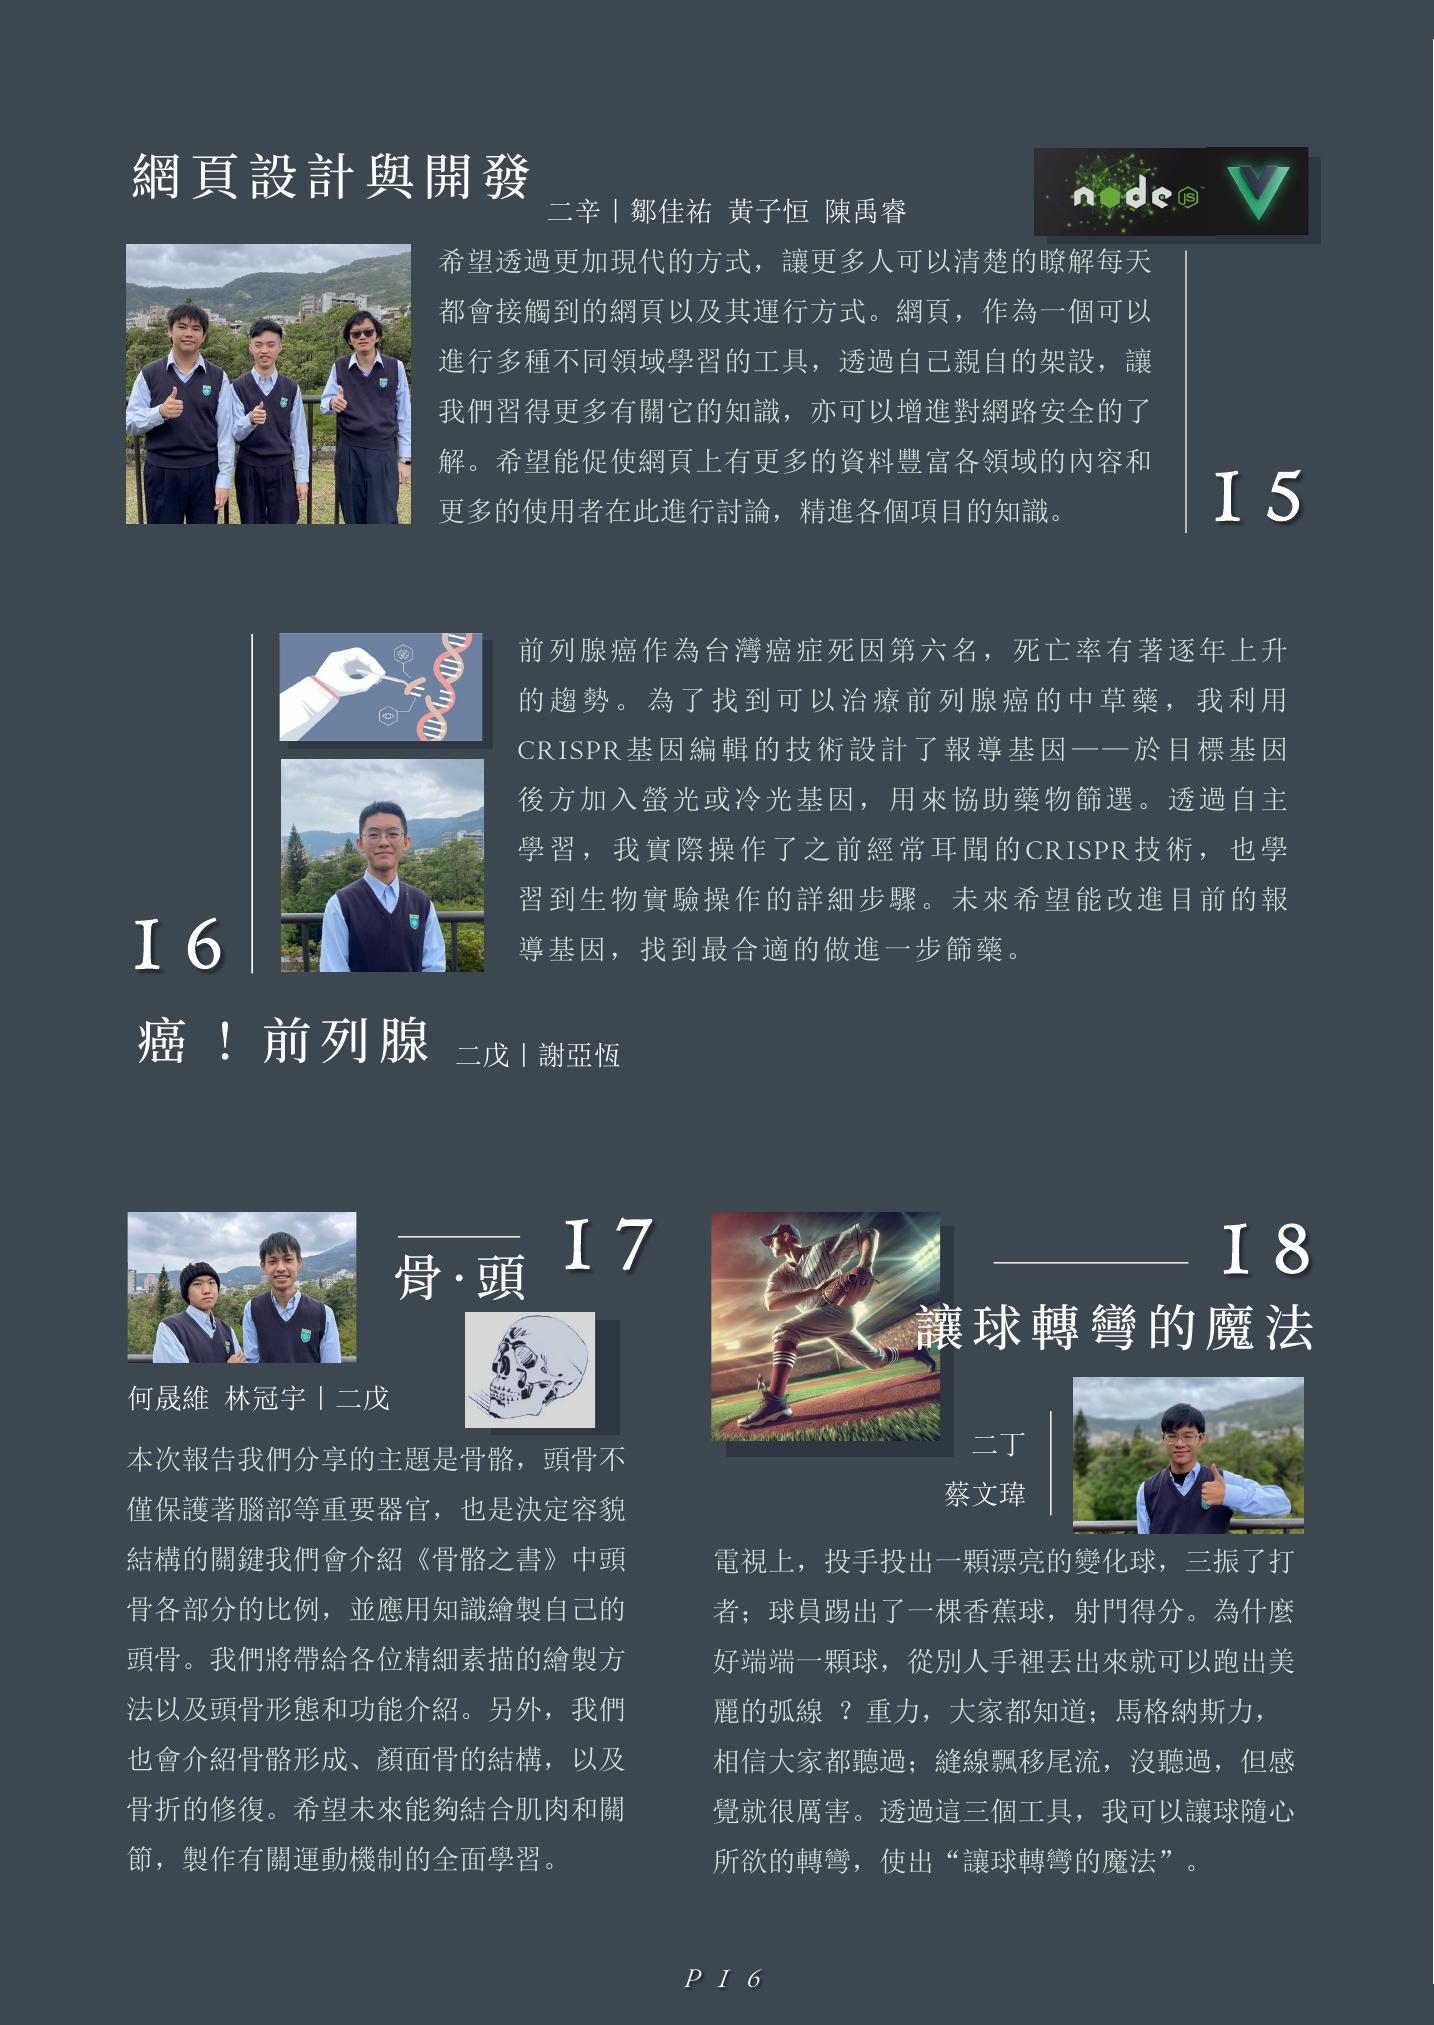 網頁設計與開發
二辛|鄒佳祐 黃子恒 陳禹睿
node JS
希望透過更加現代的方式，讓更多人可以清楚的瞭解每天
都會接觸到的網頁以及其運行方式。網頁，作為一個可以
進行多種不同領域學習的工具，透過自己親自的架設，讓
我們習得更多有關它的知識，亦可以增進對網路安全的了
解。希望能促使網頁上有更多的資料豐富各領域的內容和
更多的使用者在此進行討論，精進各個項目的知識。
15
前列腺癌作為台灣癌症死因第六名，死亡率有著逐年上升
的趨勢。為了找到可以治療前列腺癌的中草藥，我利用
CRISPR基因編輯的技術設計了報導基因——於目標基因
後方加入螢光或冷光基因，用來協助藥物篩選。透過自主
學習，我實際操作了之前經常耳聞的CRISPR技術，也學
習到生物實驗操作的詳細步驟。未來希望能改進目前的報
導基因，找到最合適的做進一步篩藥。
16
癌！前列腺
二戊|謝亞恆
17
骨·頭
何晟維 林冠宇|二戊
本次報告我們分享的主題是骨骼，頭骨不
僅保護著腦部等重要器官，也是決定容貌
結構的關鍵我們會介紹《骨骼之書》中頭
骨各部分的比例，並應用知識繪製自己的
頭骨。我們將帶給各位精細素描的繪製方
法以及頭骨形態和功能介紹。另外，我們
也會介紹骨骼形成、顏面骨的結構，以及
骨折的修復。希望未來能夠結合肌肉和關
節，製作有關運動機制的全面學習。
18
讓球轉彎的魔法
二丁
蔡文瑋
電視上，投手投出一顆漂亮的變化球，三振了打
者；球員踢出了一棵香蕉球，射門得分。為什麼
好端端一顆球，從別人手裡丟出來就可以跑出美
麗的弧線 ？重力，大家都知道；馬格納斯力，
相信大家都聽過；縫線飄移尾流，沒聽過，但感
覺就很厲害。透過這三個工具，我可以讓球隨心
所欲的轉彎，使出“讓球轉彎的魔法”。
P16